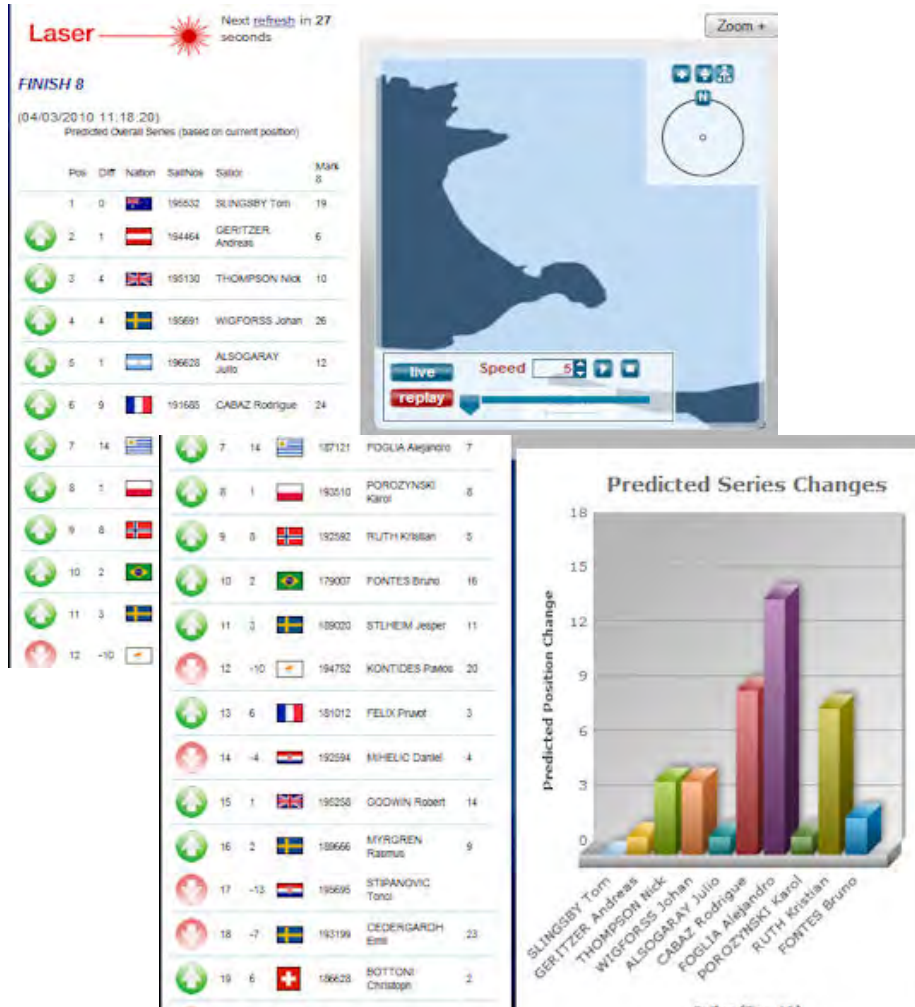 Laser
Next refresh in 27
seconds
Zoom +
FINISH 8
(04/03/2010 11:18:20)
Predicted Overall Series (based on current position)
Pos Diff Nation SailNos Sailor Mark
8
1 0 195532 SLINGSBY Tom 19
2 1 194464 GERITZER
Andreas 6
3 4 195130 THOMPSON Nick 10
4 4 195691 WIGFORSS Johan 26
5 1 196628 ALSOGARAY
Julio 12
6 9 191685 CABAZ Rodrigue 24
7 14
8 1
9 8
10 2
11 3
12 -10
N
live
Speed 5
replay
7 14 187121 FOGLIA Alejandro 7
8 1 193510 POROZYNSKI
Karol 8
9 8 192592 RUTH Kristian 5
10 2 179007 FONTES Bruno 16
11 3 189020 STLHEIM Jesper 11
12 -10 194752 KONTIDES Pavlos 20
13 6 181012 FELIX Pruvot 3
14 -4 192594 MIHELIC Daniel 4
15 1 195258 GODWIN Robert 14
16 2 189666 MYRGREN
Rasmus 9
17 -13 195695 STIPANOVIC
Tonci
18 -7 193199 CEDERGARDH
Emil 23
19 6 186628 BOTTONI
Christoph 2
Predicted Series Changes
Predicted Position Change
18
15
12
9
6
3
0
SLINGSBY Tom
GERITZER Andreas
THOMPSON Nick
WIGFORSS Johan
ALSOGARAY Julio
CABAZ Rodrigue
FOGLIA Alejandro
POROZYNSKI Karol
RUTH Kristian
FONTES Bruno